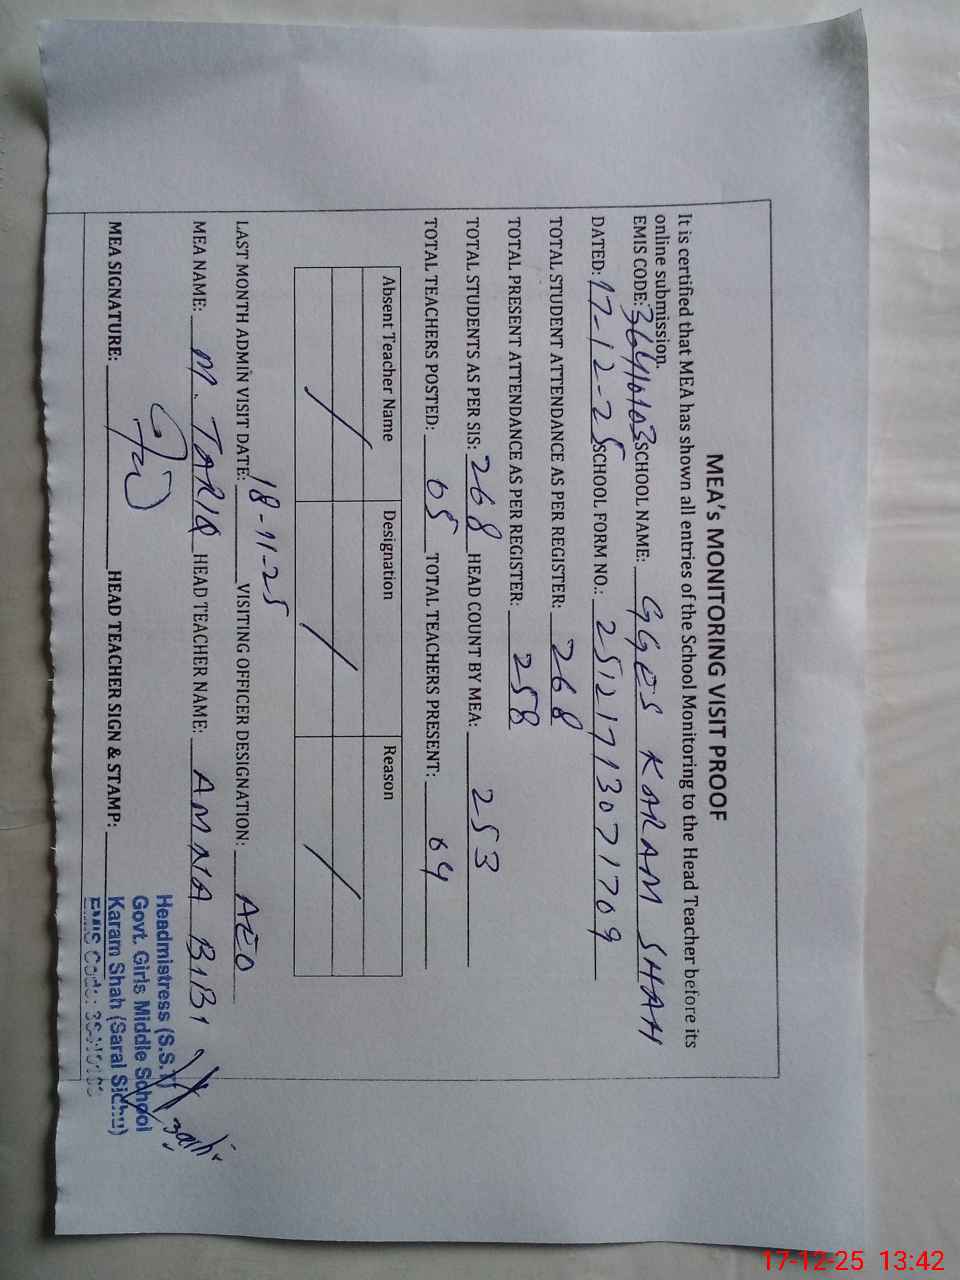 MEA's MONITORING VISIT PROOF
It is certified that MEA has shown all entries of the School Monitoring to the Head Teacher before its
online submission.
EMIS CODE: 36410103 SCHOOL NAME: GGES KARAM SHAH
DATED: 17-12-25 SCHOOL FORM NO.: 25121713071709
TOTAL STUDENT ATTENDANCE AS PER REGISTER: 268
TOTAL PRESENT ATTENDANCE AS PER REGISTER: 258
TOTAL STUDENTS AS PER SIS: 268 HEAD COUNT BY MEA: 253
TOTAL TEACHERS POSTED: 05 TOTAL TEACHERS PRESENT: 04
Absent Teacher Name Designation Reason
/ / /
LAST MONTH ADMIN VISIT DATE: 18-11-25 VISITING OFFICER DESIGNATION: AEO
MEA NAME: M. TARIQ HEAD TEACHER NAME: AMNA BIBI
MEA SIGNATURE: HEAD TEACHER SIGN & STAMP:
Headmistress (S.S.T)
Govt. Girls Middle School
Karam Shah (Sarai Sidhu)
EMIS Code: 36410103
17-12-25 13:42